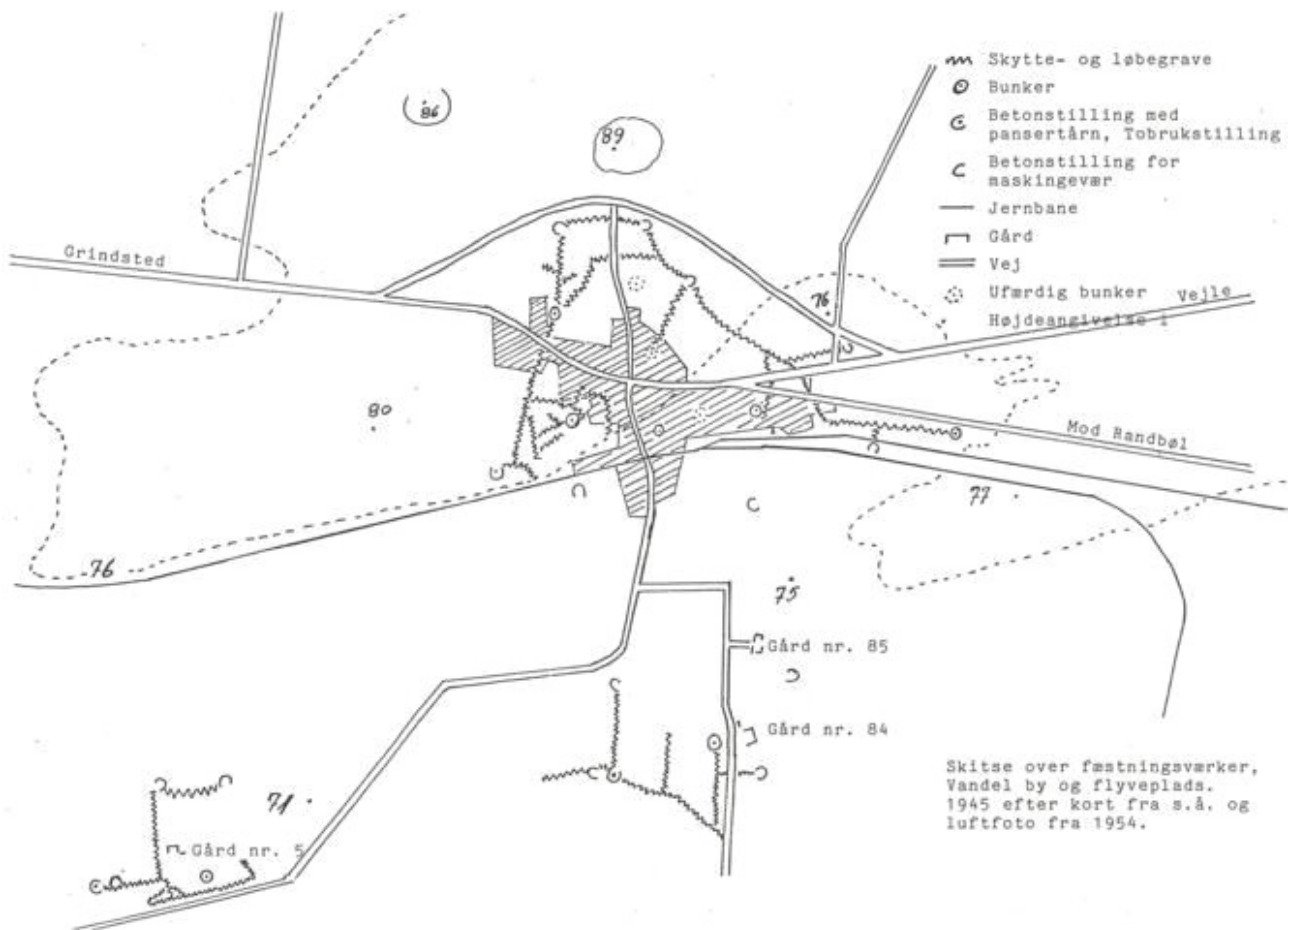 Skytte- og løbegrave
Bunker
Betonstilling med
pansertårn, Tobrukstilling
Betonstilling for
maskingevær
Jernbane
Gård
Vej
Ufærdig bunker
Højdeangivelse i
86
89
Grindsted
76
Vejle
80
Mod Randbøl
77
76
75
Gård nr. 85
Gård nr. 84
71
Gård nr. 5
Skitse over fæstningsværker,
Vandel by og flyveplads.
1945 efter kort fra s.å. og
luftfoto fra 1954.